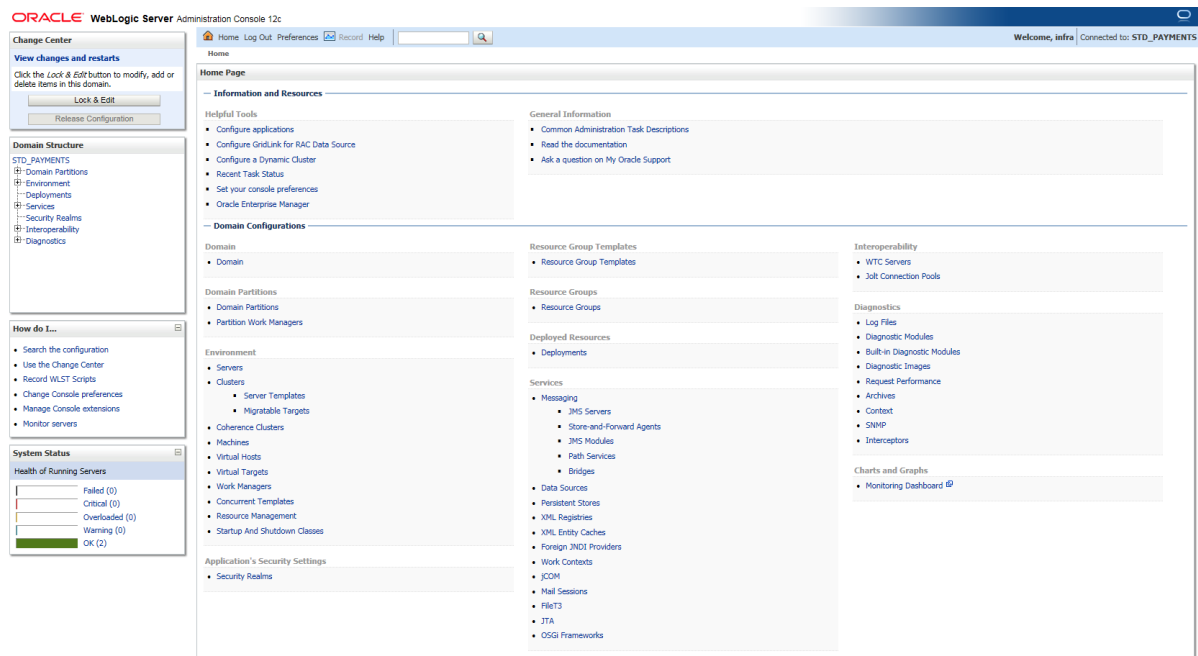 ORACLE WebLogic Server Administration Console 12c
Change Center
View changes and restarts
Click the Lock & Edit button to modify, add or
delete items in this domain.
Lock & Edit
Release Configuration
Domain Structure
STD_PAYMENTS
Domain Partitions
Environment
Deployments
Services
Security Realms
Interoperability
Diagnostics
How do I...
Search the configuration
Use the Change Center
Record WLST Scripts
Change Console preferences
Manage Console extensions
Monitor servers
System Status
Health of Running Servers
Failed (0)
Critical (0)
Overloaded (0)
Warning (0)
OK (2)
Home Log Out Preferences Record Help
Welcome, infra Connected to: STD_PAYMENTS
Home
Home Page
Information and Resources
Helpful Tools
Configure applications
Configure GridLink for RAC Data Source
Configure a Dynamic Cluster
Recent Task Status
Set your console preferences
Oracle Enterprise Manager
General Information
Common Administration Task Descriptions
Read the documentation
Ask a question on My Oracle Support
Domain Configurations
Domain
Domain
Domain Partitions
Domain Partitions
Partition Work Managers
Environment
Servers
Clusters
Server Templates
Migratable Targets
Coherence Clusters
Machines
Virtual Hosts
Virtual Targets
Work Managers
Concurrent Templates
Resource Management
Startup And Shutdown Classes
Application's Security Settings
Security Realms
Resource Group Templates
Resource Group Templates
Resource Groups
Resource Groups
Deployed Resources
Deployments
Services
Messaging
JMS Servers
Store-and-Forward Agents
JMS Modules
Path Services
Bridges
Data Sources
Persistent Stores
XML Registries
XML Entity Caches
Foreign JNDI Providers
Work Contexts
jCOM
Mail Sessions
FileT3
JTA
OSGi Frameworks
Interoperability
WTC Servers
Jolt Connection Pools
Diagnostics
Log Files
Diagnostic Modules
Built-in Diagnostic Modules
Diagnostic Images
Request Performance
Archives
Context
SNMP
Interceptors
Charts and Graphs
Monitoring Dashboard